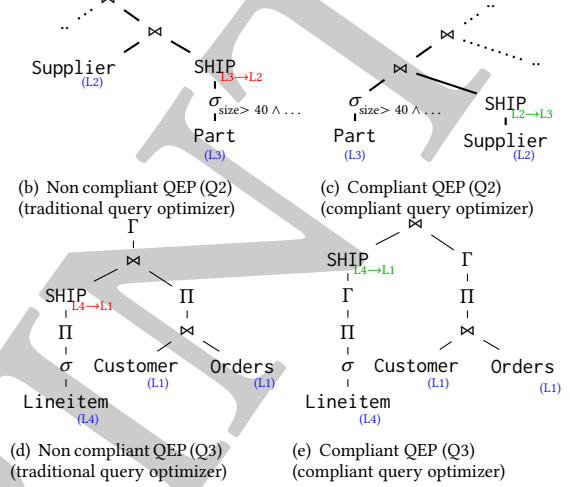 ⋈
..
⋈
Supplier
(L2)
SHIP
L3→L2
σ size> 40 ∧ . . .
Part
(L3)
..
⋈
..
⋈
σ size> 40 ∧ . . .
Part
(L3)
SHIP
L2→L3
Supplier
(L2)
(b) Non compliant QEP (Q2)
(traditional query optimizer)
(c) Compliant QEP (Q2)
(compliant query optimizer)
Γ
⋈
SHIP
L4→L1
Π
Π
⋈
σ
Customer
(L1)
Orders
(L1)
Lineitem
(L4)
⋈
SHIP
L4→L1
Γ
Γ
Π
Π
⋈
σ
Customer
(L1)
Orders
(L1)
Lineitem
(L4)
(d) Non compliant QEP (Q3)
(traditional query optimizer)
(e) Compliant QEP (Q3)
(compliant query optimizer)